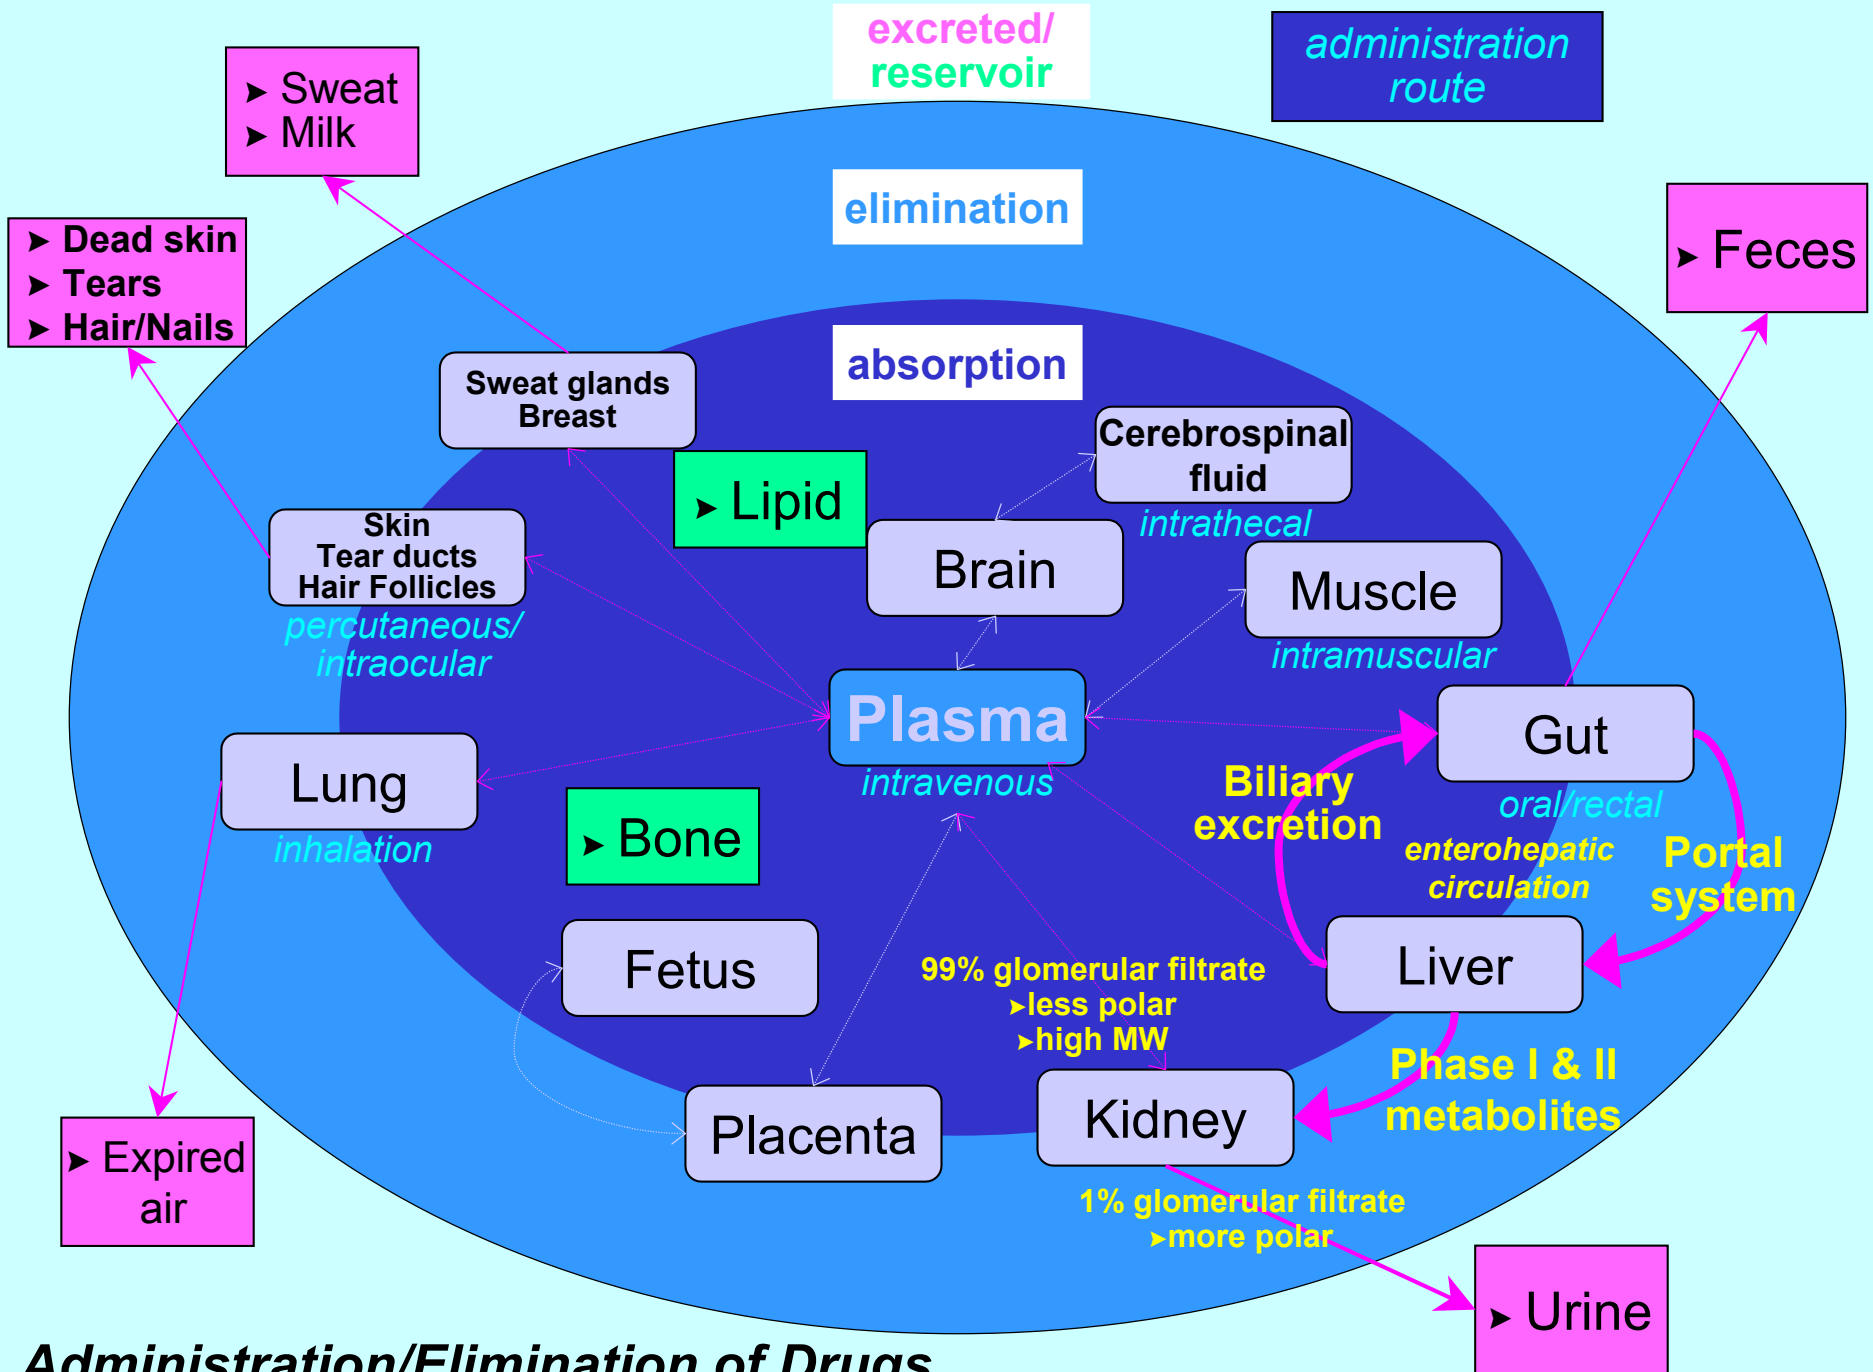 excreted/
reservoir
administration
route
➤ Sweat
➤ Milk
elimination
➤ Dead skin
➤ Tears
➤ Hair/Nails
➤ Feces
absorption
Sweat glands
Breast
Cerebrospinal
fluid
intrathecal
➤ Lipid
Skin
Tear ducts
Hair Follicles
percutaneous/
intraocular
Brain
Muscle
intramuscular
Plasma
intravenous
Gut
oral/rectal
Lung
inhalation
Biliary
excretion
enterohepatic
circulation
Portal
system
➤ Bone
Fetus
99% glomerular filtrate
➤less polar
➤high MW
Liver
Phase I & II
metabolites
Placenta
Kidney
➤ Expired
air
1% glomerular filtrate
➤more polar
➤ Urine
Administration/Elimination of Drugs